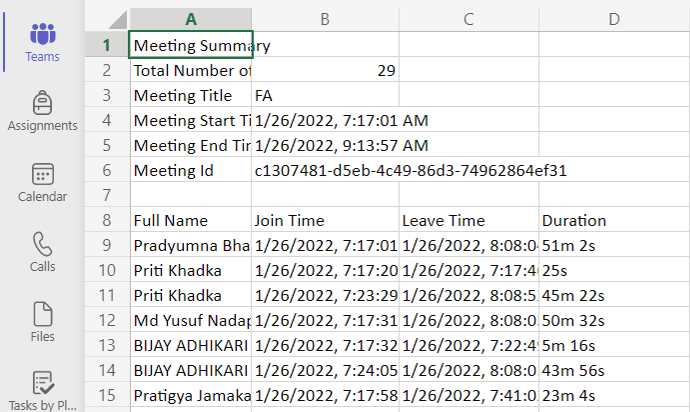 A B C D
1 Meeting Summary
2 Total Number of 29
3 Meeting Title FA
4 Meeting Start Ti 1/26/2022, 7:17:01 AM
5 Meeting End Tim 1/26/2022, 9:13:57 AM
6 Meeting Id c1307481-d5eb-4c49-86d3-74962864ef31
7
8 Full Name Join Time Leave Time Duration
9 Pradyumna Bha 1/26/2022, 7:17:01 1/26/2022, 8:08:04 51m 2s
10 Priti Khadka 1/26/2022, 7:17:20 1/26/2022, 7:17:4 25s
11 Priti Khadka 1/26/2022, 7:23:29 1/26/2022, 8:08:5 45m 22s
12 Md Yusuf Nadap 1/26/2022, 7:17:31 1/26/2022, 8:08:0 50m 32s
13 BIJAY ADHIKARI 1/26/2022, 7:17:32 1/26/2022, 7:22:4 5m 16s
14 BIJAY ADHIKARI 1/26/2022, 7:24:05 1/26/2022, 8:08:0 43m 56s
15 Pratigya Jamaka 1/26/2022, 7:17:58 1/26/2022, 7:41:0 23m 4s
Teams
Assignments
Calendar
Calls
Files
Tasks by Pl...